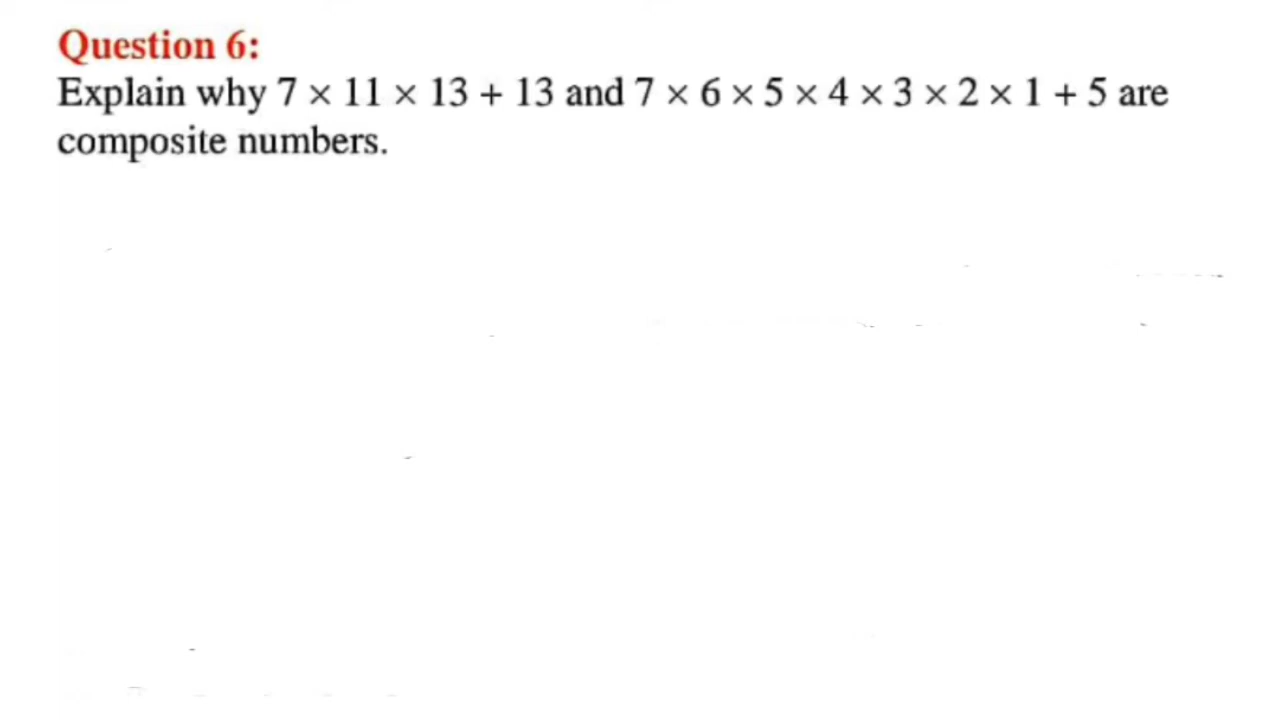 Question 6:
Explain why 7 × 11 × 13 + 13 and 7 × 6 × 5 × 4 × 3 × 2 × 1 + 5 are
composite numbers.